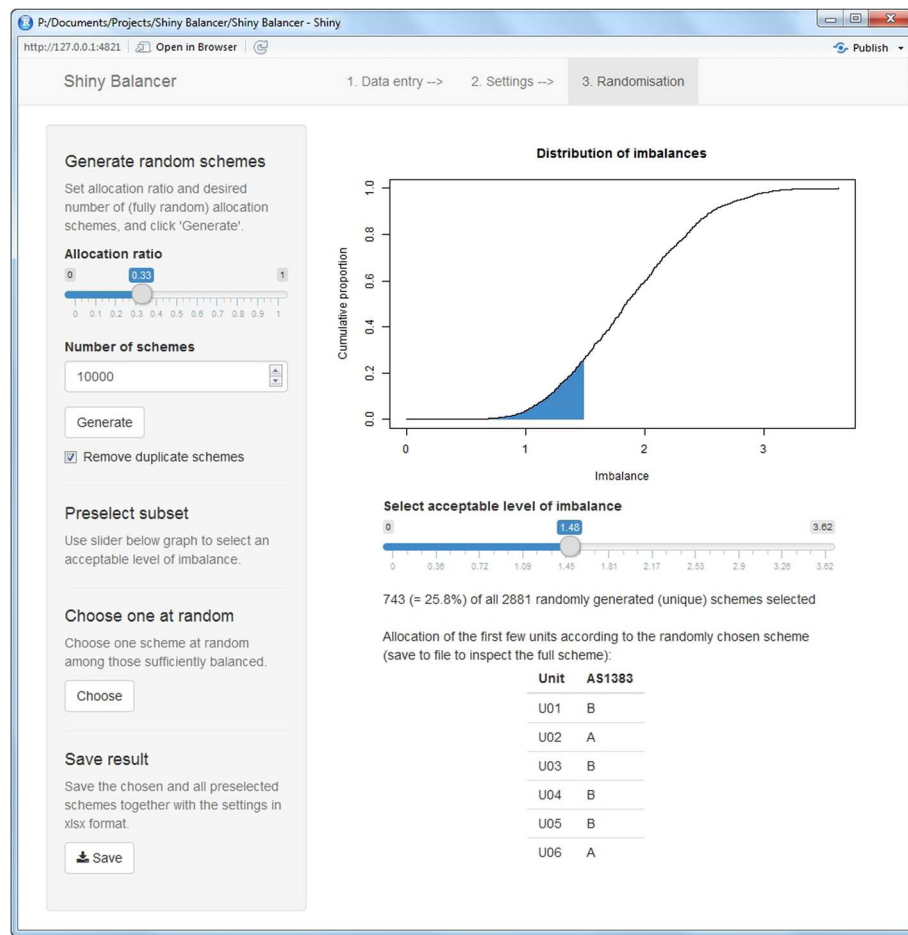 P:/Documents/Projects/Shiny Balancer/Shiny Balancer - Shiny
http://127.0.0.1:4821 Open in Browser Publish
Shiny Balancer 1. Data entry --> 2. Settings --> 3. Randomisation
Generate random schemes
Set allocation ratio and desired
number of (fully random) allocation
schemes, and click 'Generate'.
Allocation ratio
0 0.33 1
0 0.1 0.2 0.3 0.4 0.5 0.6 0.7 0.8 0.9 1
Number of schemes
10000
Generate
Remove duplicate schemes
Preselect subset
Use slider below graph to select an
acceptable level of imbalance.
Choose one at random
Choose one scheme at random
among those sufficiently balanced.
Choose
Save result
Save the chosen and all preselected
schemes together with the settings in
xlsx format.
Save
Distribution of imbalances
Cumulative proportion
1.0
0.8
0.6
0.4
0.2
0.0
0 1 2 3
Imbalance
Select acceptable level of imbalance
0 1.48 3.62
0 0.36 0.72 1.09 1.45 1.81 2.17 2.53 2.9 3.26 3.62
743 (= 25.8%) of all 2881 randomly generated (unique) schemes selected
Allocation of the first few units according to the randomly chosen scheme
(save to file to inspect the full scheme):
Unit AS1383
U01 B
U02 A
U03 B
U04 B
U05 B
U06 A